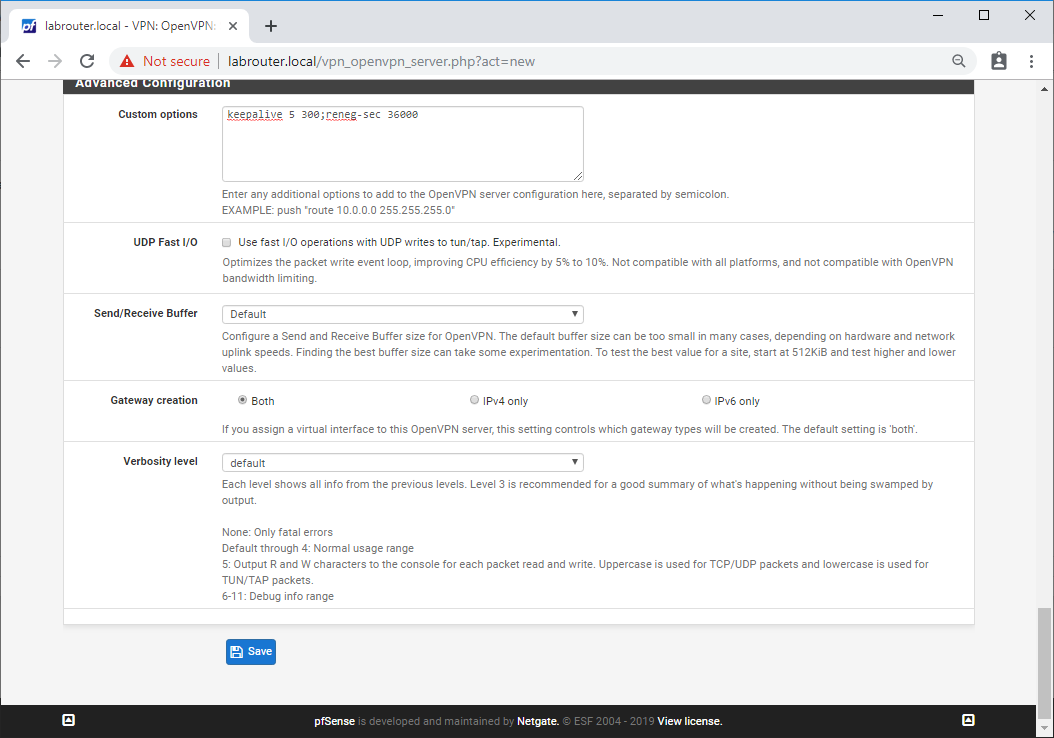 labrouter.local - VPN: OpenVPN:
Not secure | labrouter.local/vpn_openvpn_server.php?act=new
Advanced Configuration
Custom options
keepalive 5 300;reneg-sec 36000
Enter any additional options to add to the OpenVPN server configuration here, separated by semicolon.
EXAMPLE: push "route 10.0.0.0 255.255.255.0"
UDP Fast I/O
Use fast I/O operations with UDP writes to tun/tap. Experimental.
Optimizes the packet write event loop, improving CPU efficiency by 5% to 10%. Not compatible with all platforms, and not compatible with OpenVPN
bandwidth limiting.
Send/Receive Buffer
Default
Configure a Send and Receive Buffer size for OpenVPN. The default buffer size can be too small in many cases, depending on hardware and network
uplink speeds. Finding the best buffer size can take some experimentation. To test the best value for a site, start at 512KiB and test higher and lower
values.
Gateway creation
Both
IPv4 only
IPv6 only
If you assign a virtual interface to this OpenVPN server, this setting controls which gateway types will be created. The default setting is 'both'.
Verbosity level
default
Each level shows all info from the previous levels. Level 3 is recommended for a good summary of what's happening without being swamped by
output.
None: Only fatal errors
Default through 4: Normal usage range
5: Output R and W characters to the console for each packet read and write. Uppercase is used for TCP/UDP packets and lowercase is used for
TUN/TAP packets.
6-11: Debug info range
Save
pfSense is developed and maintained by Netgate. © ESF 2004 - 2019 View license.